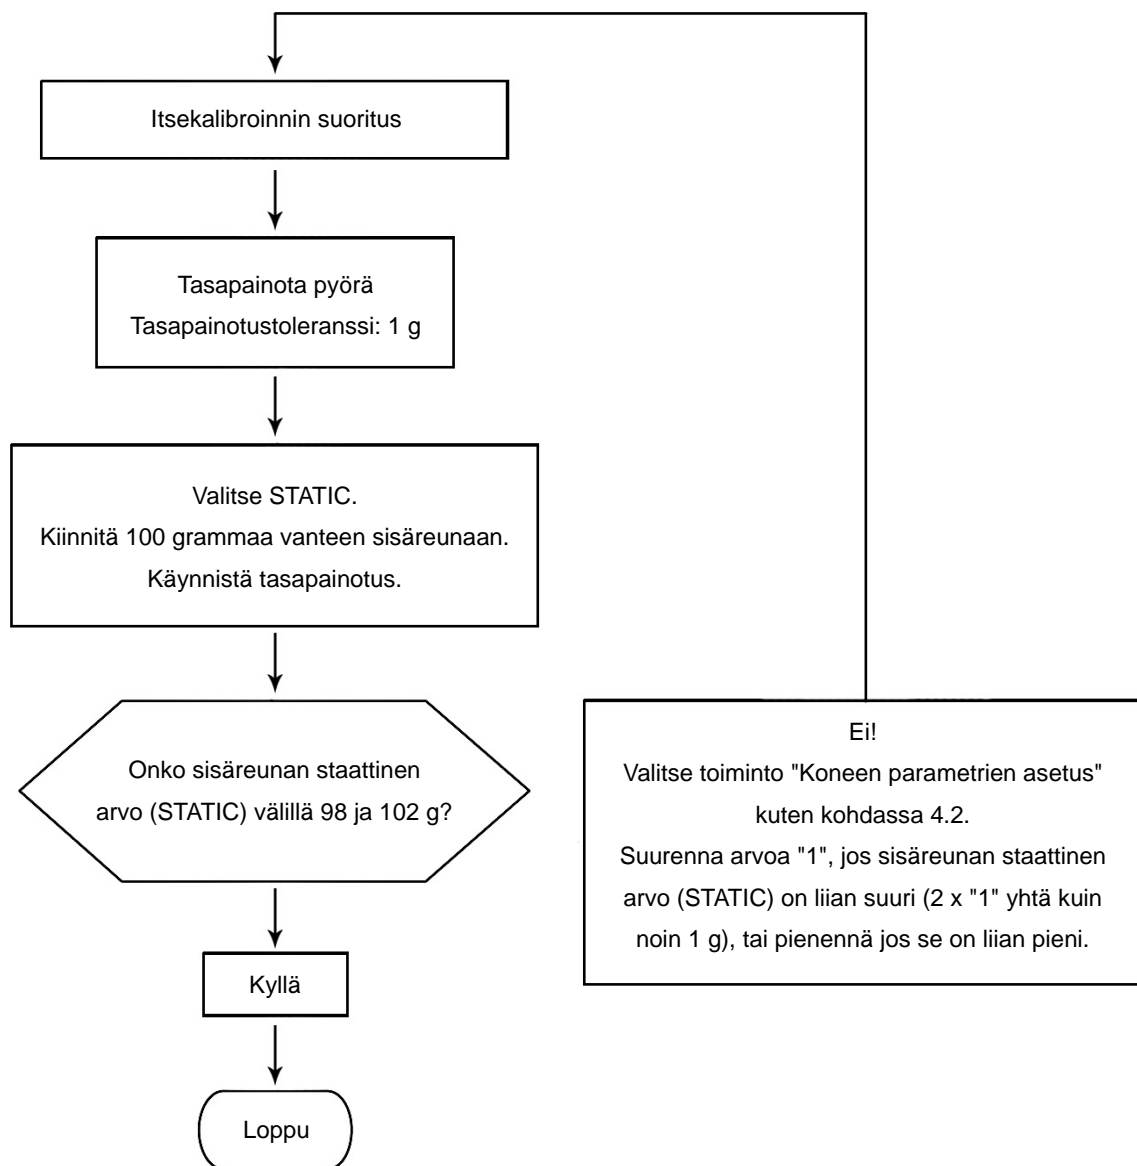 Itsekalibroinnin suoritus
Tasapainota pyörä
Tasapainotustoleranssi: 1 g
Valitse STATIC.
Kiinnitä 100 grammaa vanteen sisäreunaan.
Käynnistä tasapainotus.
Onko sisäreunan staattinen
arvo (STATIC) välillä 98 ja 102 g?
Ei!
Valitse toiminto "Koneen parametrien asetus"
kuten kohdassa 4.2.
Suurenna arvoa "1", jos sisäreunan staattinen
arvo (STATIC) on liian suuri (2 x "1" yhtä kuin
noin 1 g), tai pienennä jos se on liian pieni.
Kyllä
Loppu